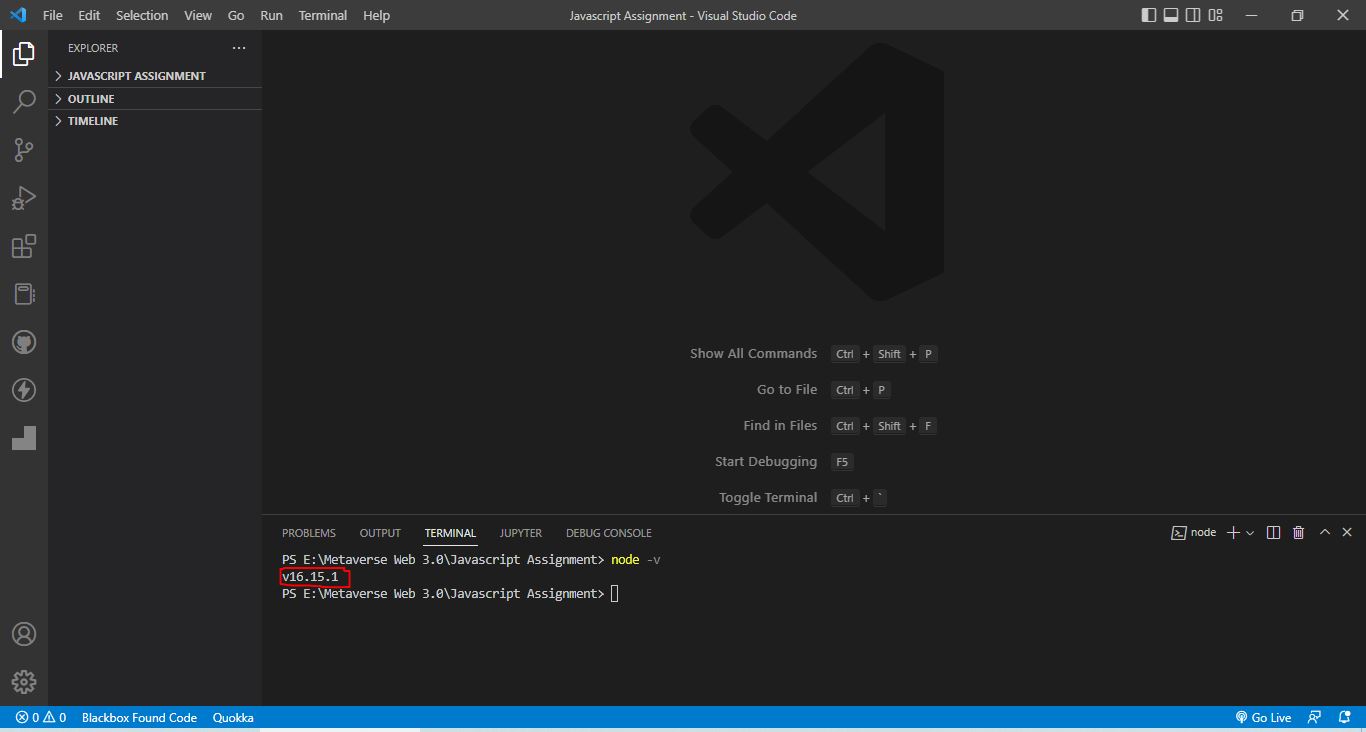 File Edit Selection View Go Run Terminal Help
Javascript Assignment - Visual Studio Code
EXPLORER
JAVASCRIPT ASSIGNMENT
OUTLINE
TIMELINE
Show All Commands Ctrl + Shift + P
Go to File Ctrl + P
Find in Files Ctrl + Shift + F
Start Debugging F5
Toggle Terminal Ctrl + `
PROBLEMS OUTPUT TERMINAL JUPYTER DEBUG CONSOLE
node
PS E:\Metaverse Web 3.0\Javascript Assignment> node -v
v16.15.1
PS E:\Metaverse Web 3.0\Javascript Assignment>
0 0 Blackbox Found Code Quokka
Go Live